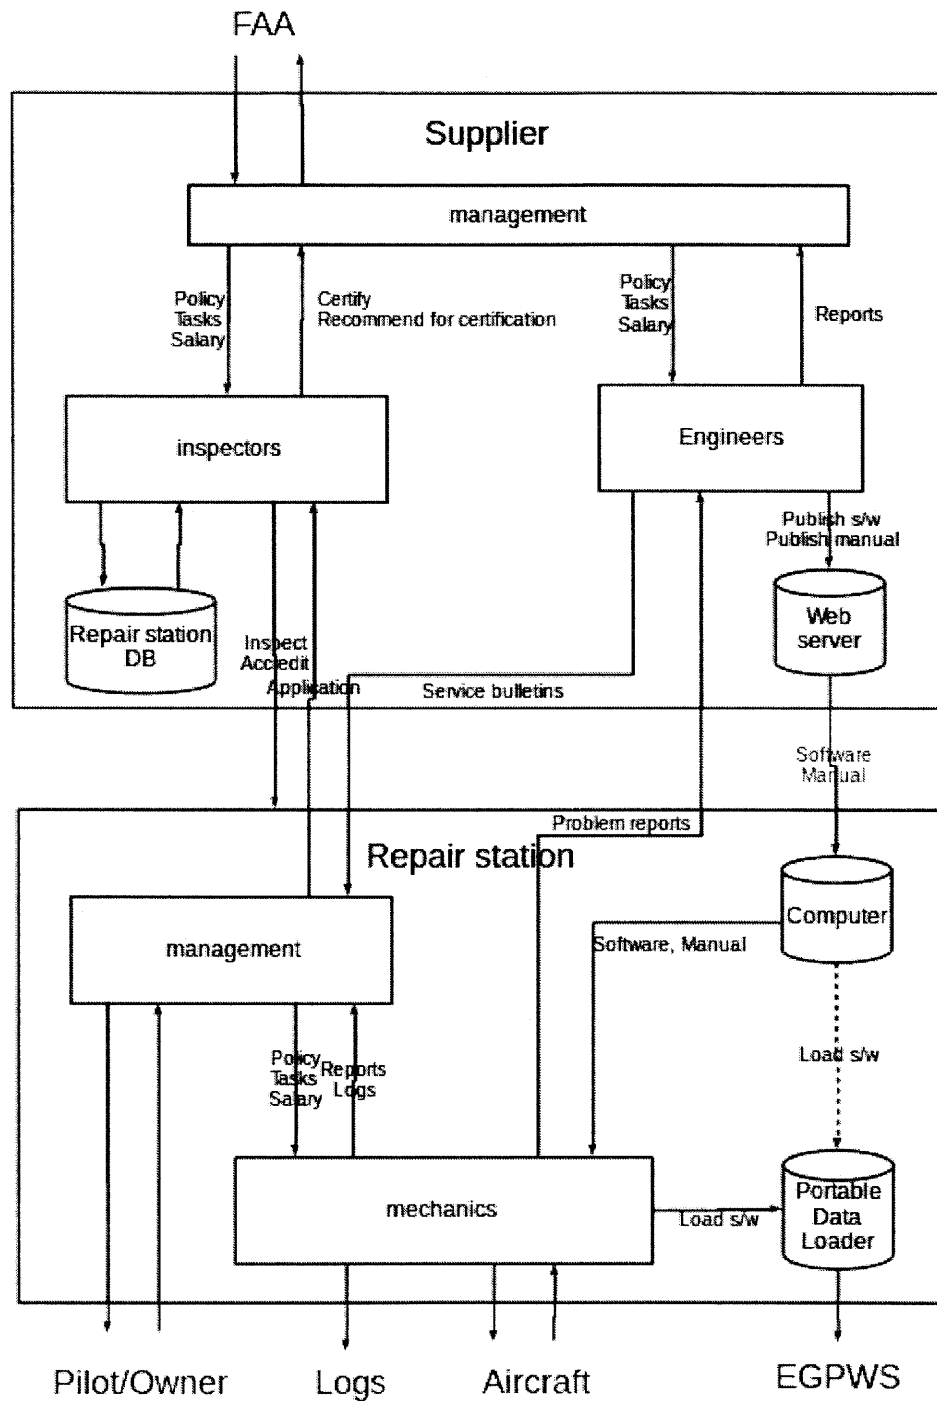 FAA
Supplier
management
Policy
Tasks
Salary
Certify
Recommend for certification
Policy
Tasks
Salary
Reports
inspectors
Engineers
Publish s/w
Publish manual
Repair station
DB
Web
server
Inspect
Accredit
Application
Service bulletins
Software
Manual
Problem reports
Repair station
Computer
management
Software, Manual
Policy
Tasks
Salary
Reports
Logs
Load s/w
mechanics
Load s/w
Portable
Data
Loader
Pilot/Owner
Logs
Aircraft
EGPWS